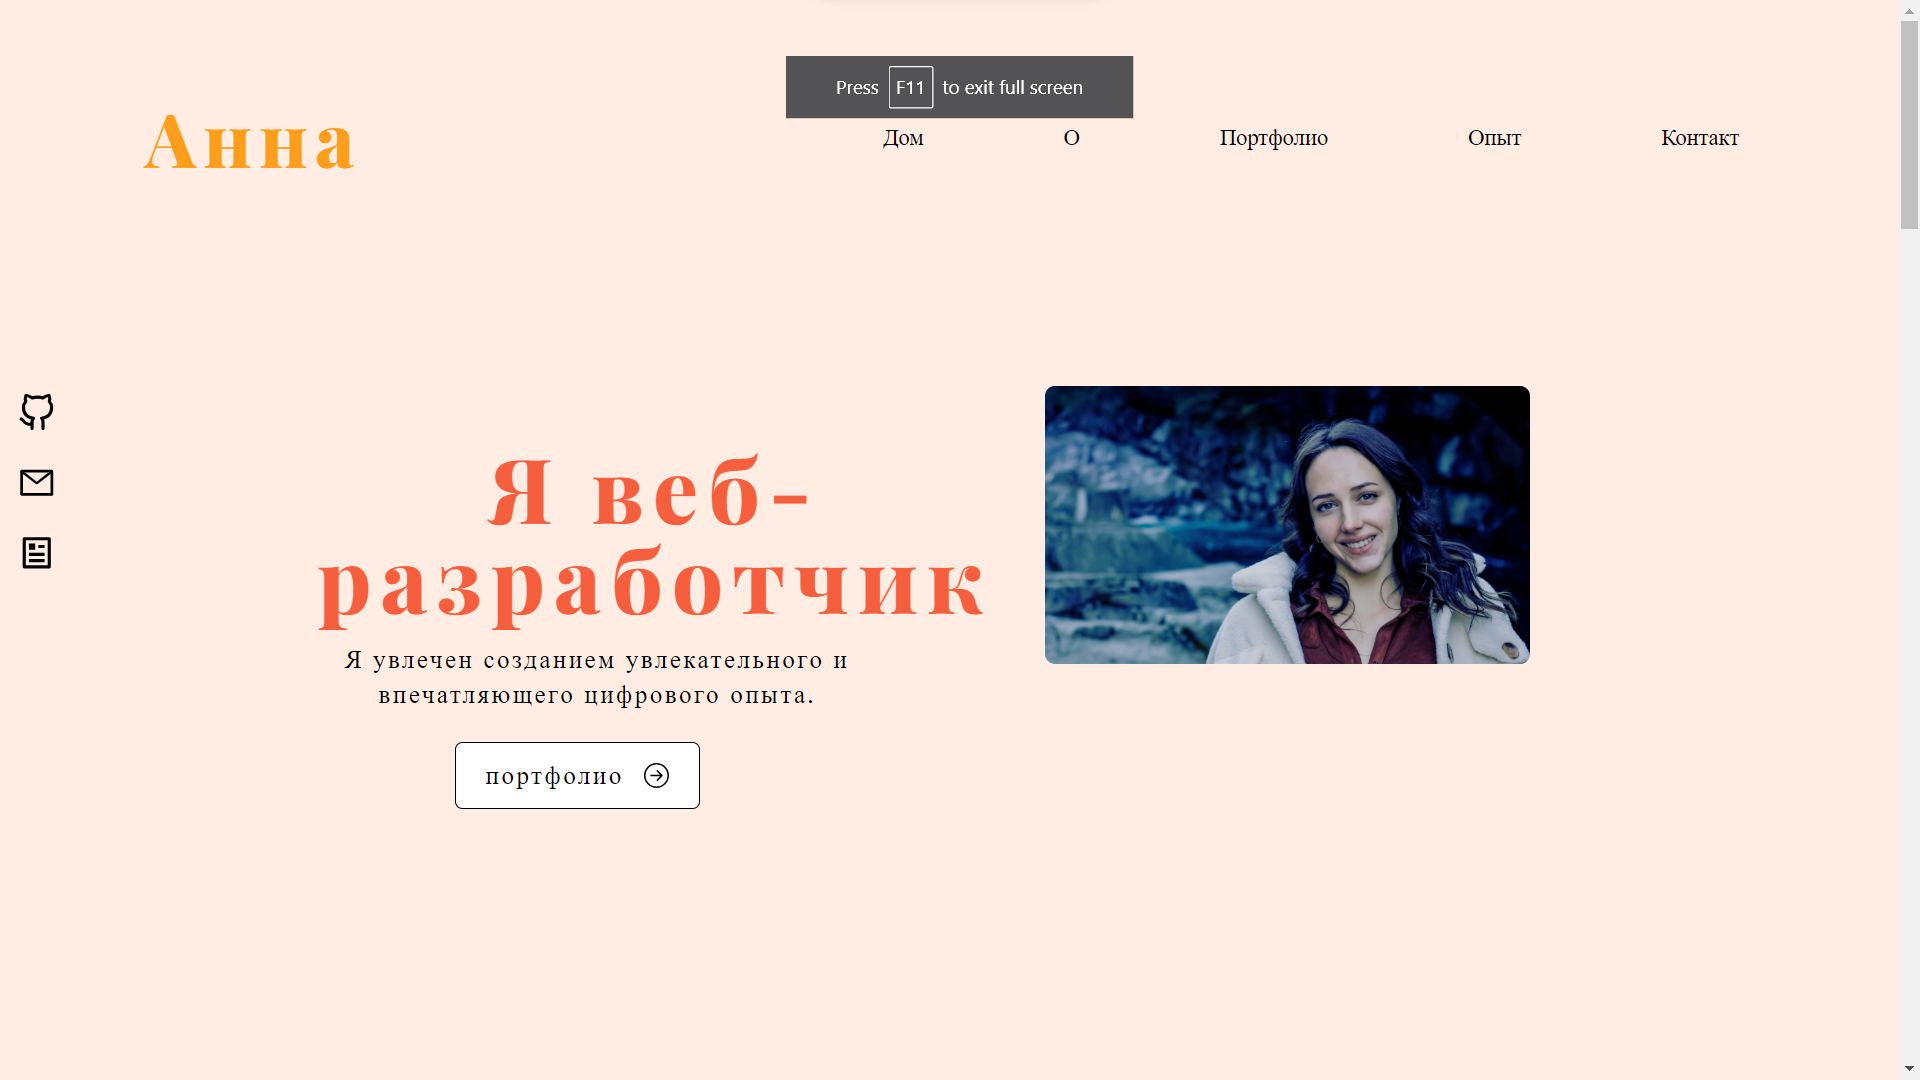 Press F11 to exit full screen
Анна
Дом О Портфолио Опыт Контакт
Я веб-
разработчик
Я увлечен созданием увлекательного и
впечатляющего цифрового опыта.
портфолио